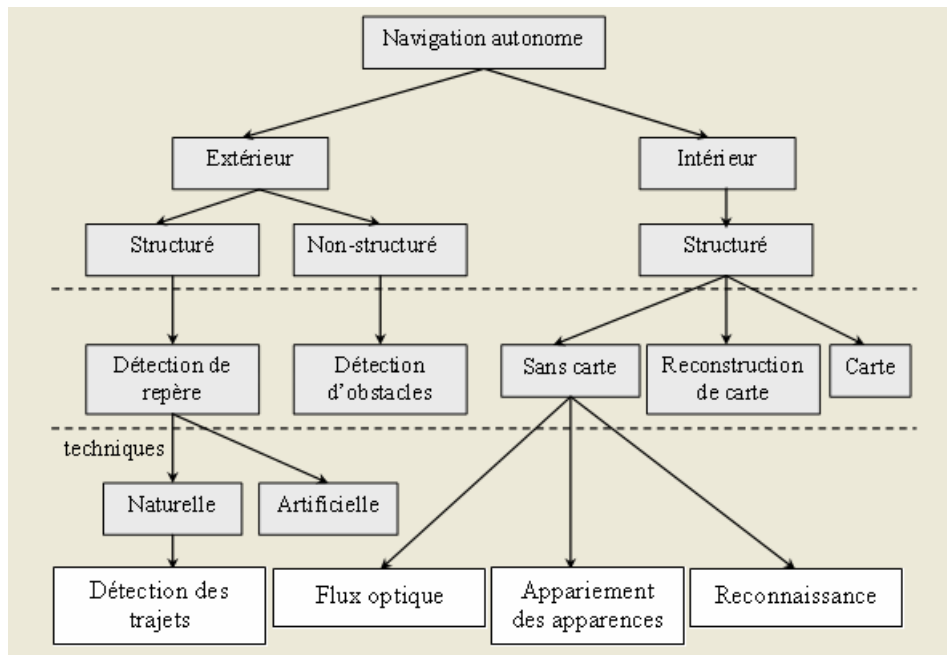 Navigation autonome
Extérieur
Intérieur
Structuré
Non-structuré
Structuré
Détection de
repère
Détection
d'obstacles
Sans carte
Reconstruction
de carte
Carte
techniques
Naturelle
Artificielle
Détection des
trajets
Flux optique
Appariement
des apparences
Reconnaissance